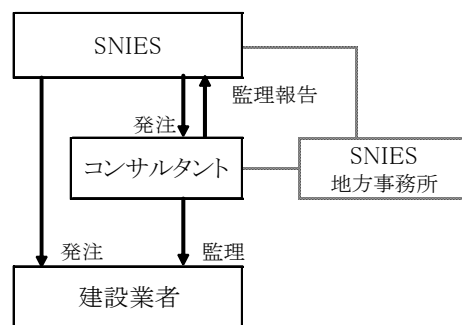 SNIES
監理報告
発注
コンサルタント
SNIES
地方事務所
発注
監理
建設業者